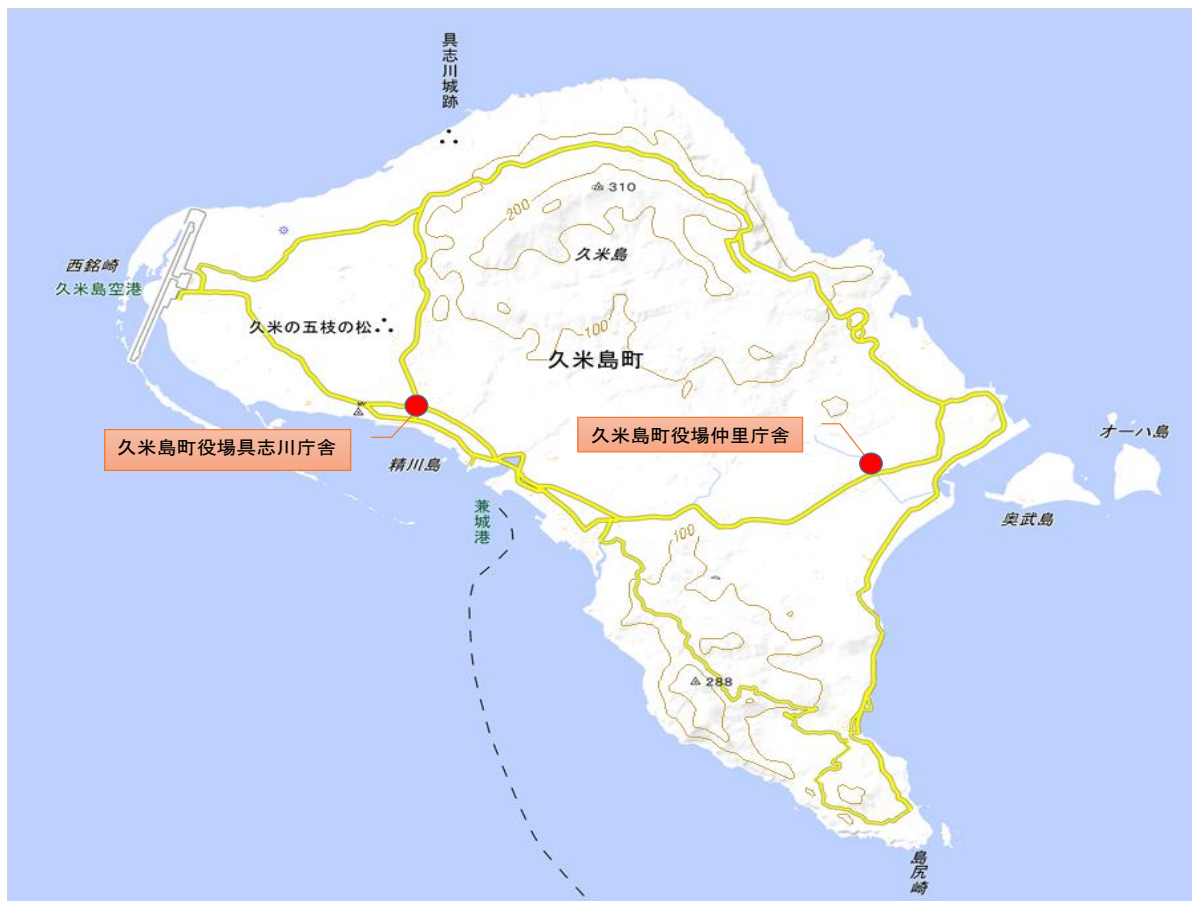 具志川城跡
310
200
久米島
西銘崎
久米島空港
久米の五枝の松
100
久米島町
久米島町役場具志川庁舎
久米島町役場仲里庁舎
オーハ島
精川島
奥武島
兼城港
100
288
島尻崎